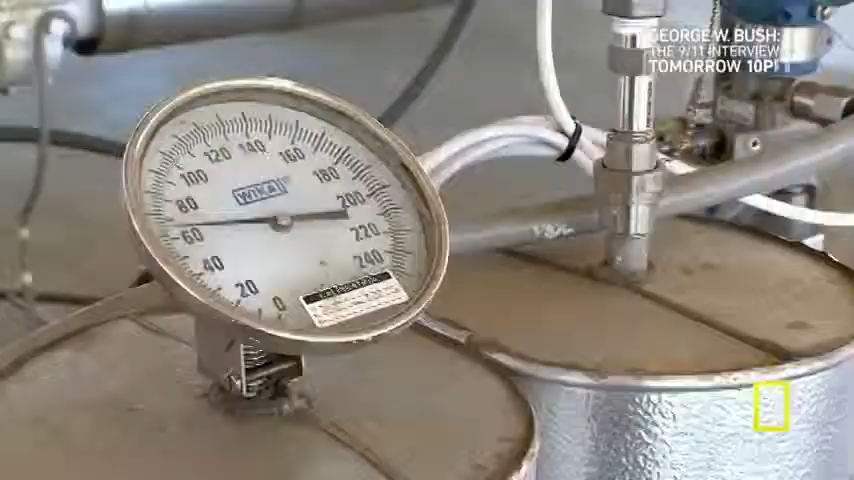 GEORGE W. BUSH:
THE 9/11 INTERVIEW
TOMORROW 10P
120 140 160
100 180
80 WIKA 200
60 220
40 240
20 0